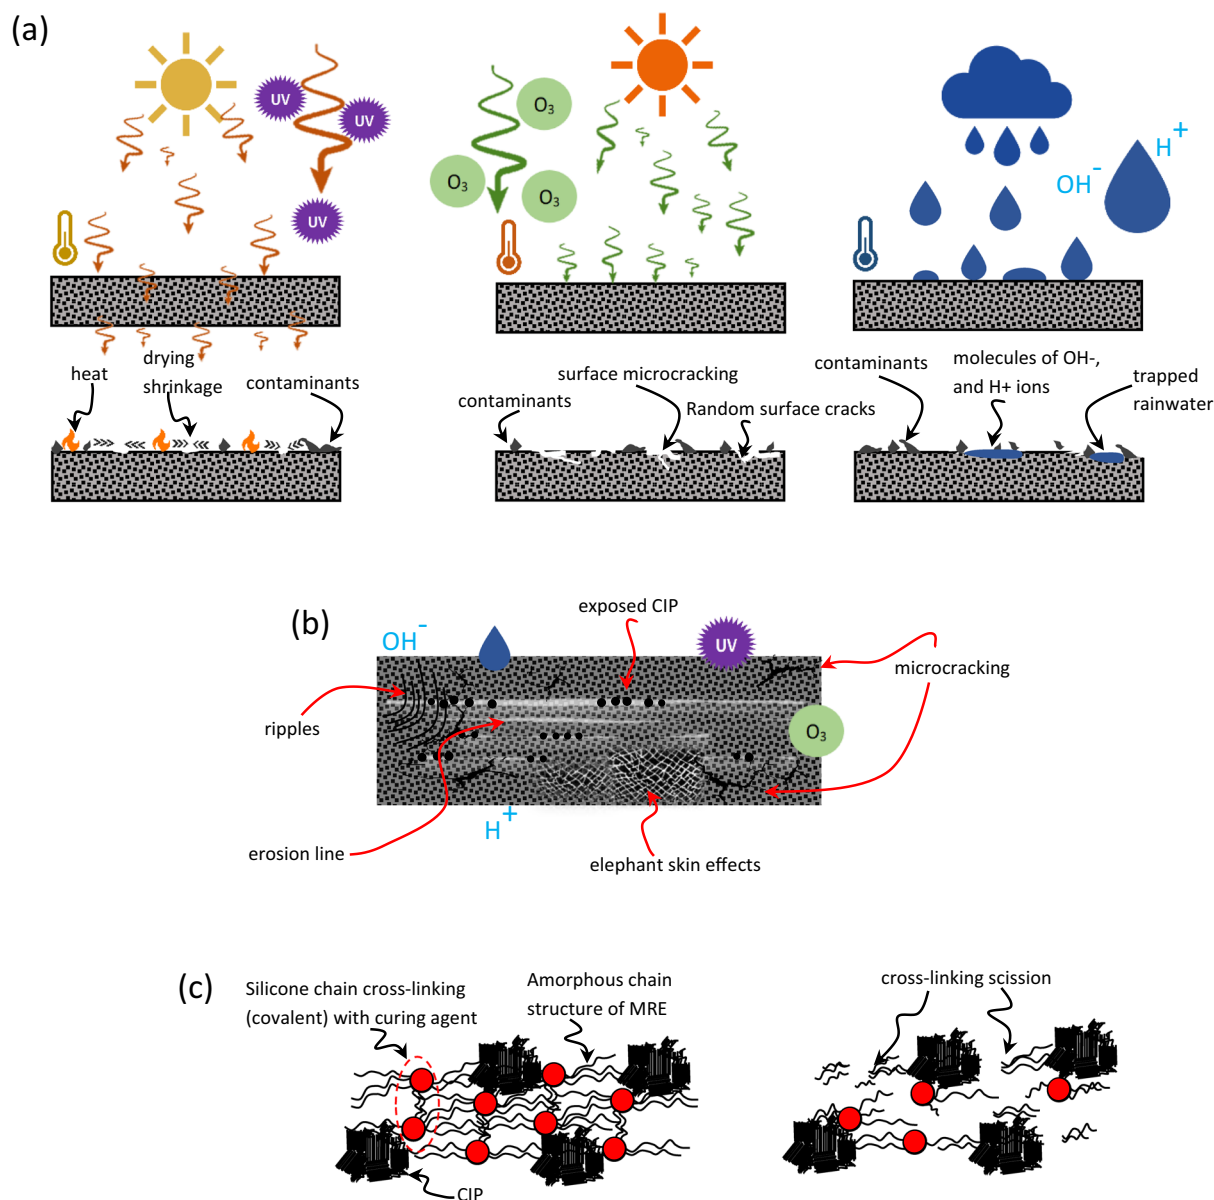 (a)
UV
UV
UV
O3
O3
O3
H+
OH-
heat
drying
shrinkage
contaminants
contaminants
surface microcracking
Random surface cracks
contaminants
molecules of OH-,
and H+ ions
trapped
rainwater
(b)
exposed CIP
OH-
UV
microcracking
ripples
O3
H+
erosion line
elephant skin effects
(c)
Silicone chain cross-linking
(covalent) with curing agent
Amorphous chain
structure of MRE
cross-linking scission
CIP